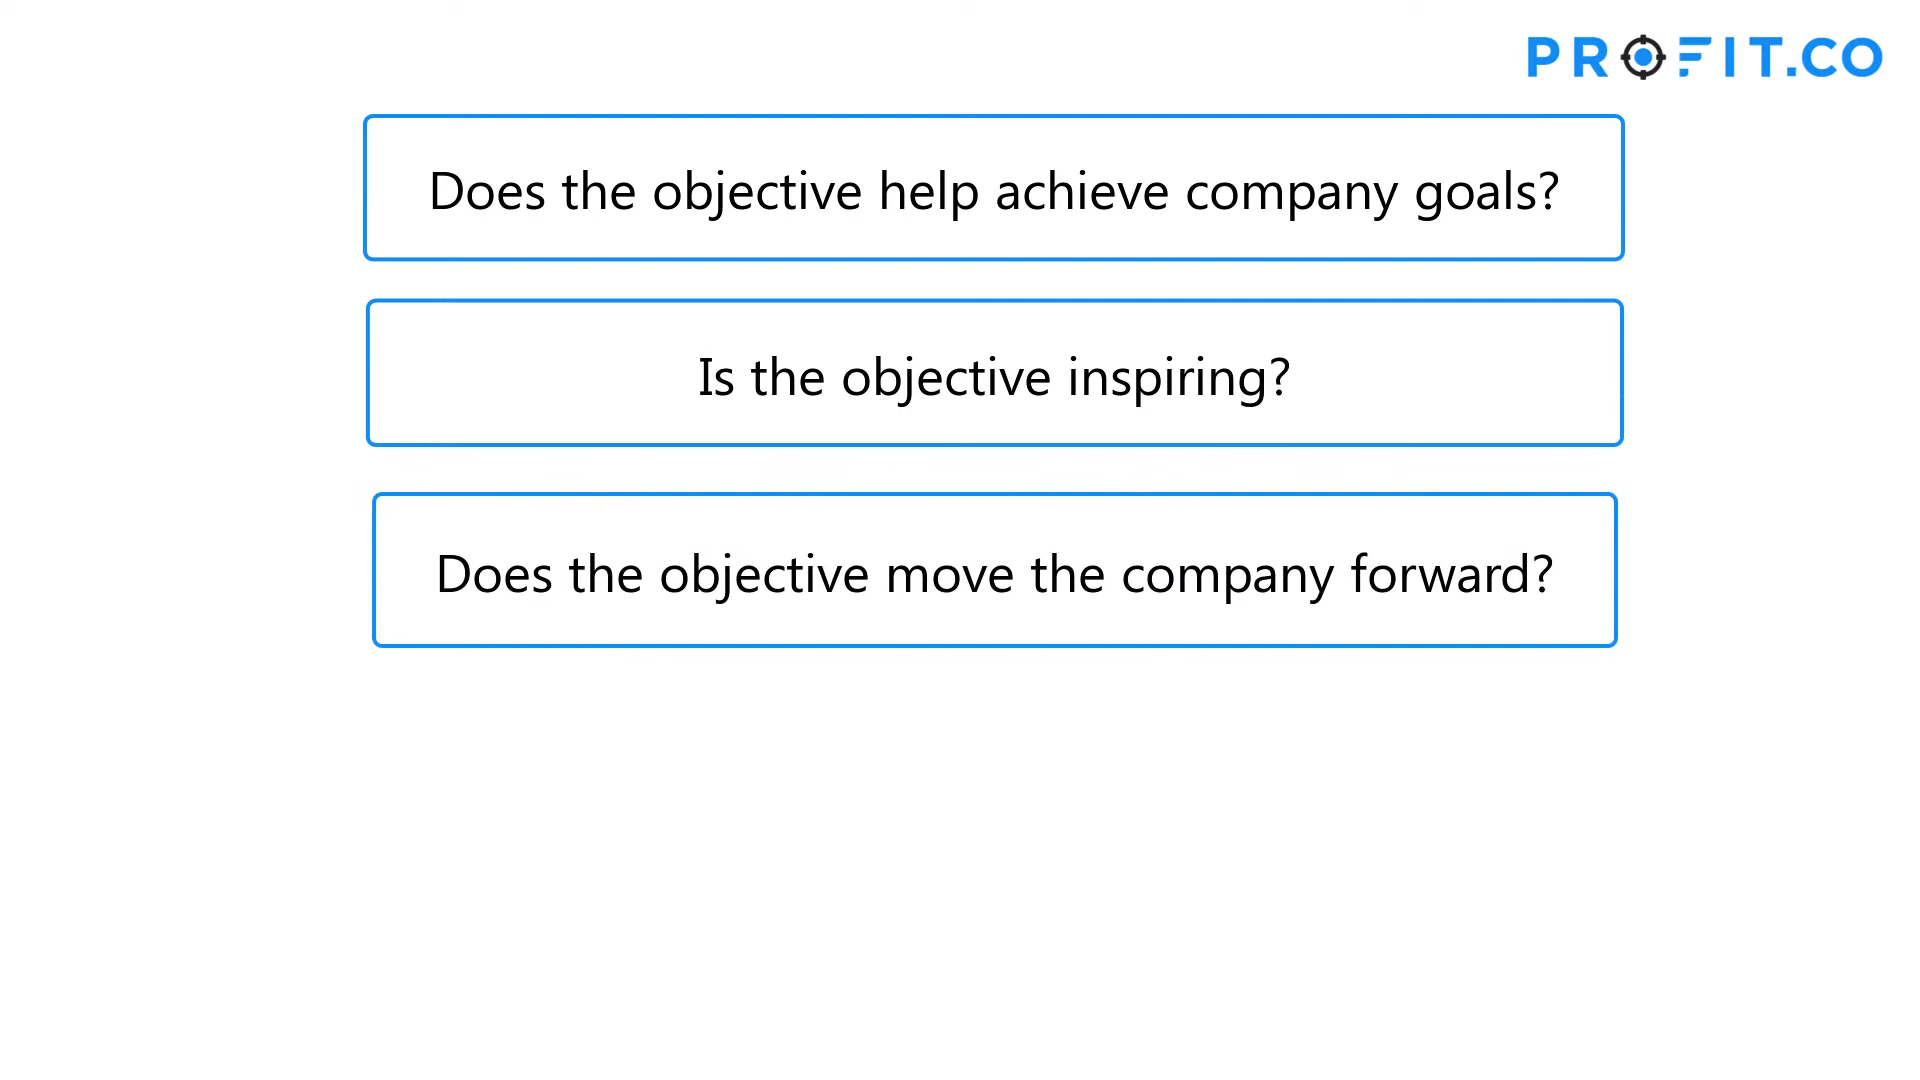 PROFIT.CO
Does the objective help achieve company goals?
Is the objective inspiring?
Does the objective move the company forward?